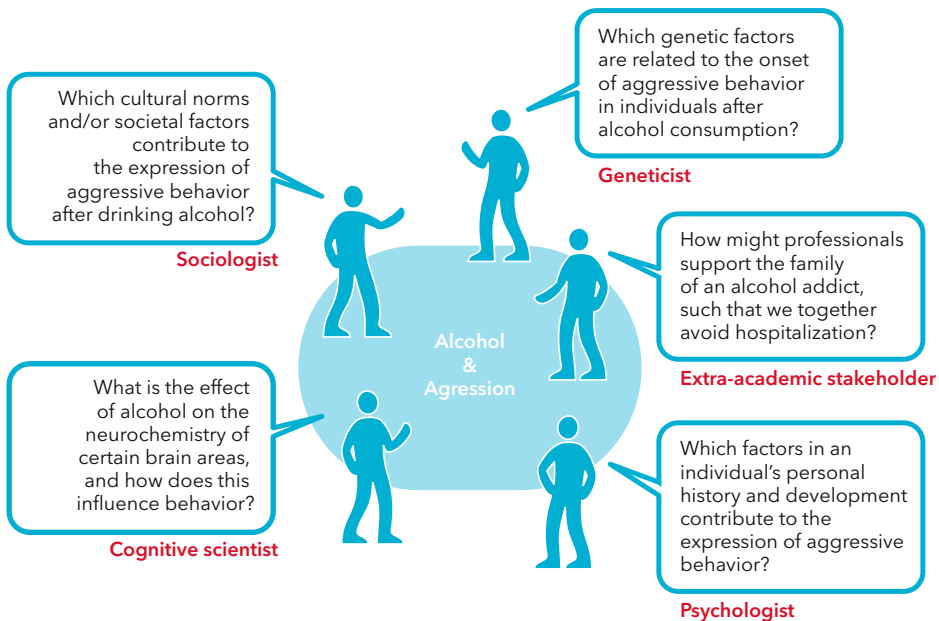 Which genetic factors
are related to the onset
of aggressive behavior
in individuals after
alcohol consumption?
Geneticist
Which cultural norms
and/or societal factors
contribute to
the expression of
aggressive behavior
after drinking alcohol?
Sociologist
How might professionals
support the family
of an alcohol addict,
such that we together
avoid hospitalization?
Extra-academic stakeholder
Alcohol
&
Agression
What is the effect
of alcohol on the
neurochemistry of
certain brain areas,
and how does this
influence behavior?
Cognitive scientist
Which factors in an
individual’s personal
history and development
contribute to the
expression of aggressive
behavior?
Psychologist